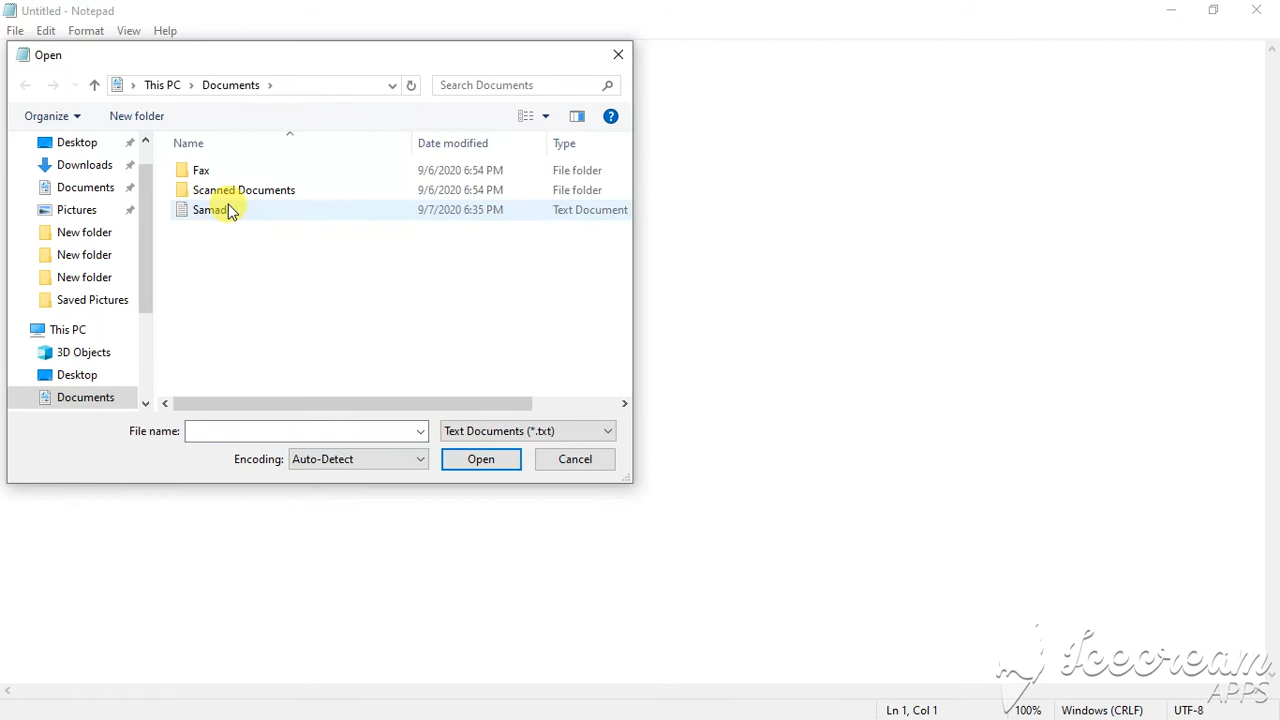 Untitled - Notepad
File Edit Format View Help
Open
This PC Documents
Search Documents
Organize New folder
Name Date modified Type
Fax 9/6/2020 6:54 PM File folder
Scanned Documents 9/6/2020 6:54 PM File folder
9/7/2020 6:35 PM Text Document
Desktop
Downloads
Documents
Pictures
New folder
New folder
New folder
Saved Pictures
This PC
3D Objects
Desktop
Documents
File name: Text Documents (*.txt)
Encoding: Auto-Detect Open Cancel
Icecream
APPS
Ln 1, Col 1 100% Windows (CRLF) UTF-8